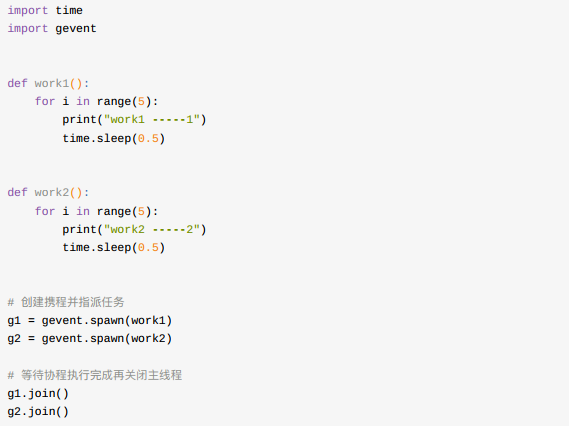 import time
import gevent
def work1():
    for i in range(5):
        print("work1 -----1")
        time.sleep(0.5)
def work2():
    for i in range(5):
        print("work2 -----2")
        time.sleep(0.5)
# 创建携程并指派任务
g1 = gevent.spawn(work1)
g2 = gevent.spawn(work2)
# 等待协程执行完成再关闭主线程
g1.join()
g2.join()